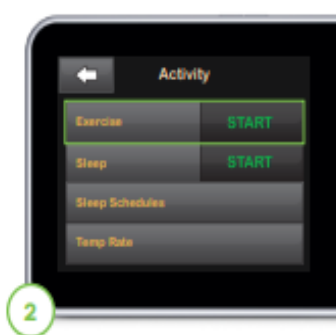 Activity
Exercise START
Sleep START
Sleep Schedules
Temp Rate
2